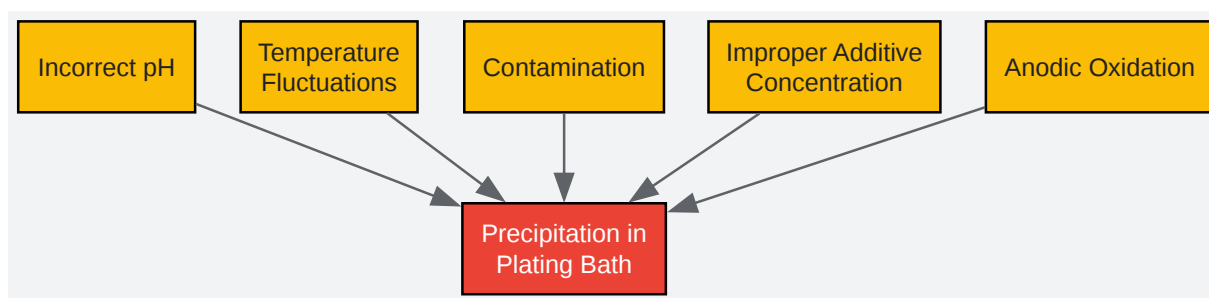 Incorrect pH
Temperature
Fluctuations
Contamination
Improper Additive
Concentration
Anodic Oxidation
Precipitation in
Plating Bath